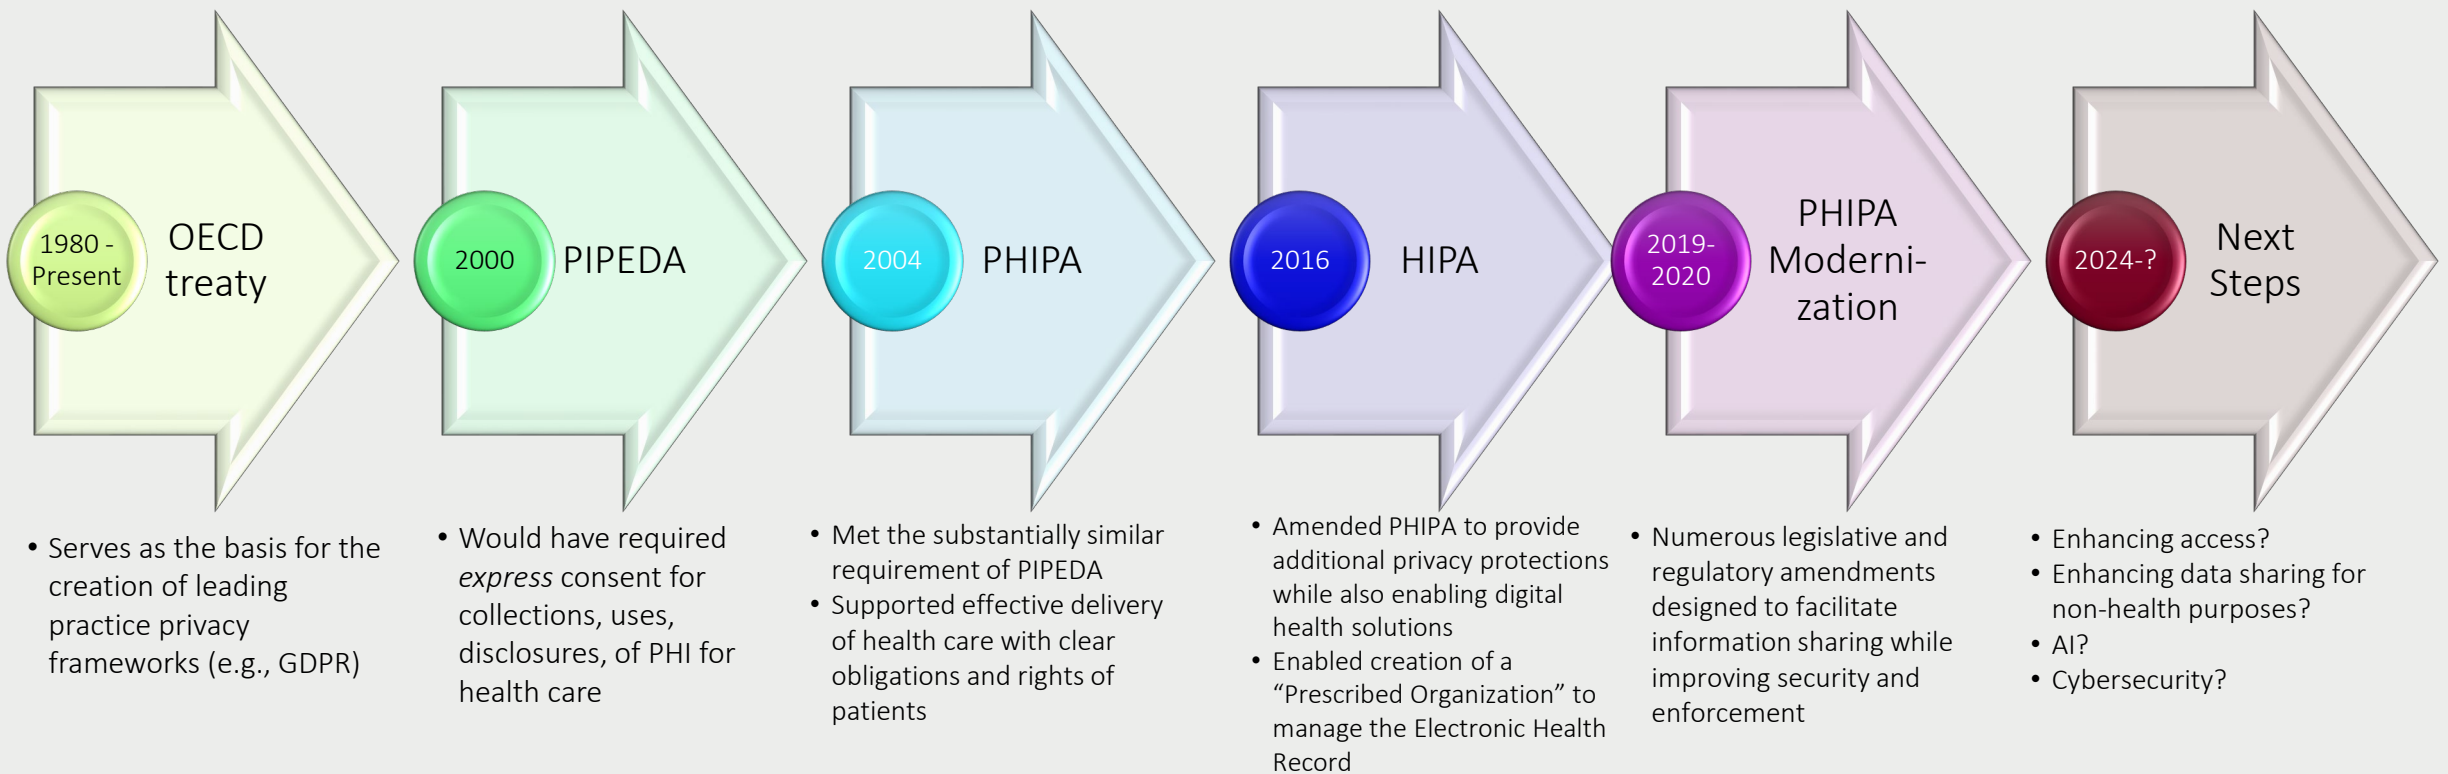 1980 -
Present
OECD
treaty
• Serves as the basis for the
creation of leading
practice privacy
frameworks (e.g., GDPR)
2000
PIPEDA
• Would have required
express consent for
collections, uses,
disclosures, of PHI for
health care
2004
PHIPA
• Met the substantially similar
requirement of PIPEDA
• Supported effective delivery
of health care with clear
obligations and rights of
patients
2016
HIPA
• Amended PHIPA to provide
additional privacy protections
while also enabling digital
health solutions
• Enabled creation of a
“Prescribed Organization” to
manage the Electronic Health
Record
2019-
2020
PHIPA
Moderni-
zation
• Numerous legislative and
regulatory amendments
designed to facilitate
information sharing while
improving security and
enforcement
2024-?
Next
Steps
• Enhancing access?
• Enhancing data sharing for
non-health purposes?
• AI?
• Cybersecurity?